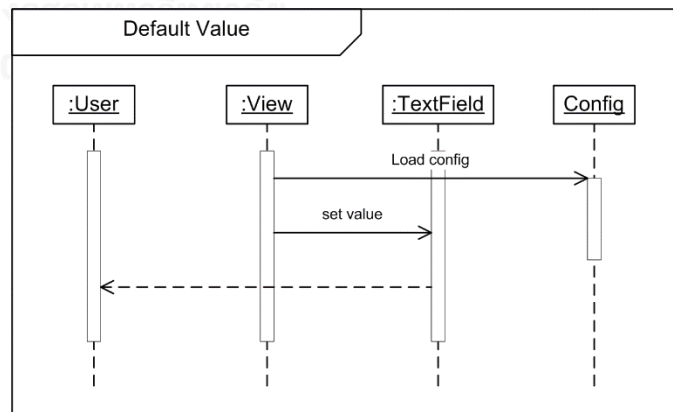 Default Value
:User
:View
:TextField
Config
Load config
set value